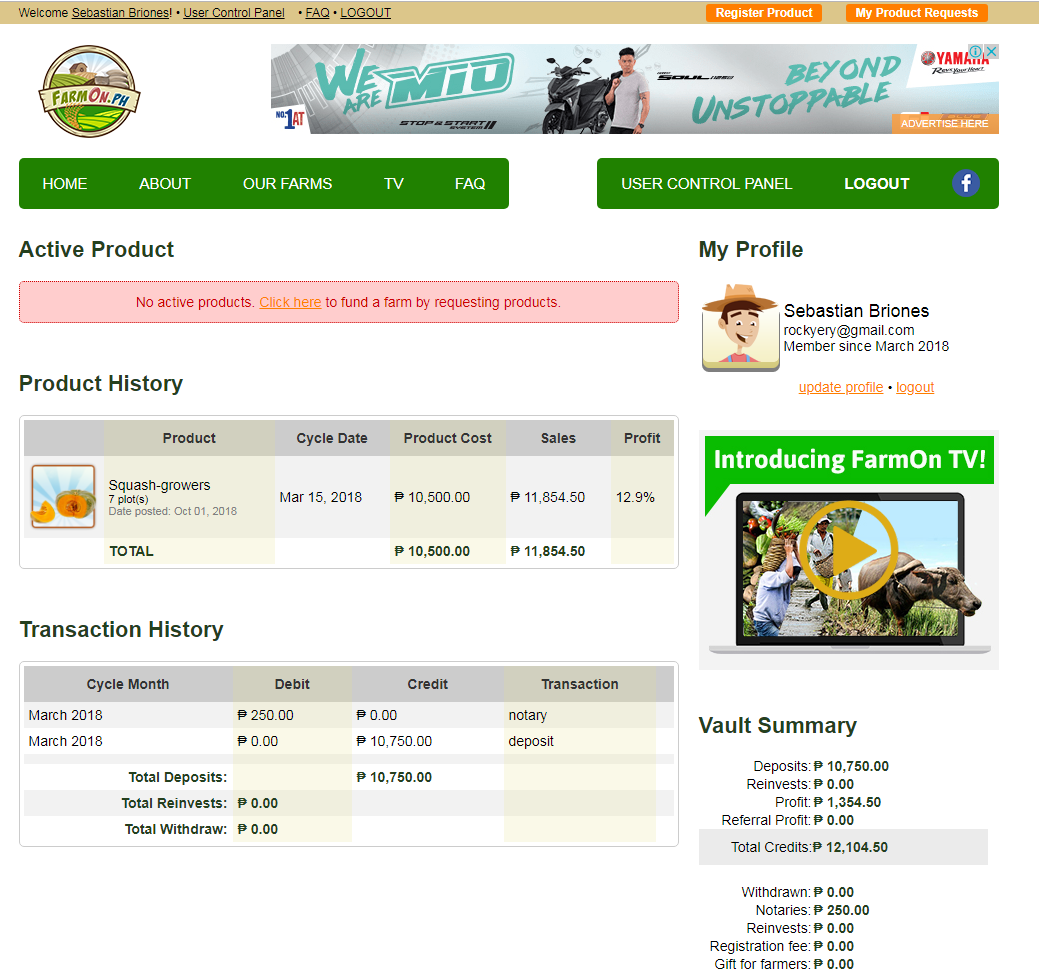 Welcome Sebastian Briones! • User Control Panel • FAQ • LOGOUT
Register Product
My Product Requests
FARMON.PH
WE ARE MIO
NO.1 AT
STOP & START SYSTEM
SOUL
BEYOND UNSTOPPABLE
YAMAHA
Revs Your Heart
ADVERTISE HERE
HOME ABOUT OUR FARMS TV FAQ
USER CONTROL PANEL LOGOUT f
Active Product
No active products. Click here to fund a farm by requesting products.
Product History
Product Cycle Date Product Cost Sales Profit
Squash-growers
7 plot(s)
Date posted: Oct 01, 2018
Mar 15, 2018 ₱ 10,500.00 ₱ 11,854.50 12.9%
TOTAL ₱ 10,500.00 ₱ 11,854.50
Transaction History
Cycle Month Debit Credit Transaction
March 2018 ₱ 250.00 ₱ 0.00 notary
March 2018 ₱ 0.00 ₱ 10,750.00 deposit
Total Deposits: ₱ 10,750.00
Total Reinvests: ₱ 0.00
Total Withdraw: ₱ 0.00
My Profile
Sebastian Briones
rockyery@gmail.com
Member since March 2018
update profile • logout
Introducing FarmOn TV!
Vault Summary
Deposits: ₱ 10,750.00
Reinvests: ₱ 0.00
Profit: ₱ 1,354.50
Referral Profit: ₱ 0.00
Total Credits: ₱ 12,104.50
Withdrawn: ₱ 0.00
Notaries: ₱ 250.00
Reinvests: ₱ 0.00
Registration fee: ₱ 0.00
Gift for farmers: ₱ 0.00